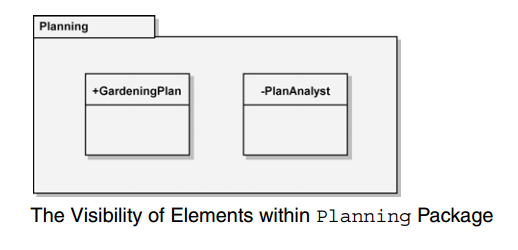 Planning
+GardeningPlan
-PlanAnalyst
The Visibility of Elements within Planning Package